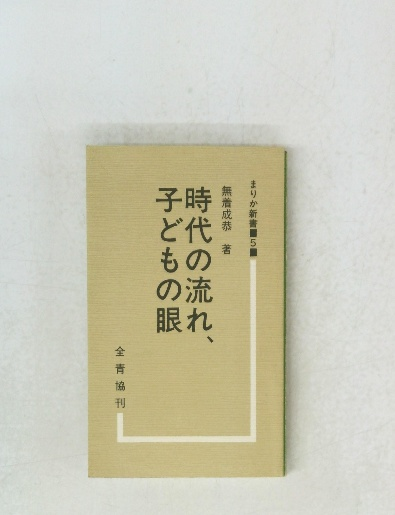 まりか新書■5■
無着成恭 著
時代の流れ、
子どもの眼
全青協刊